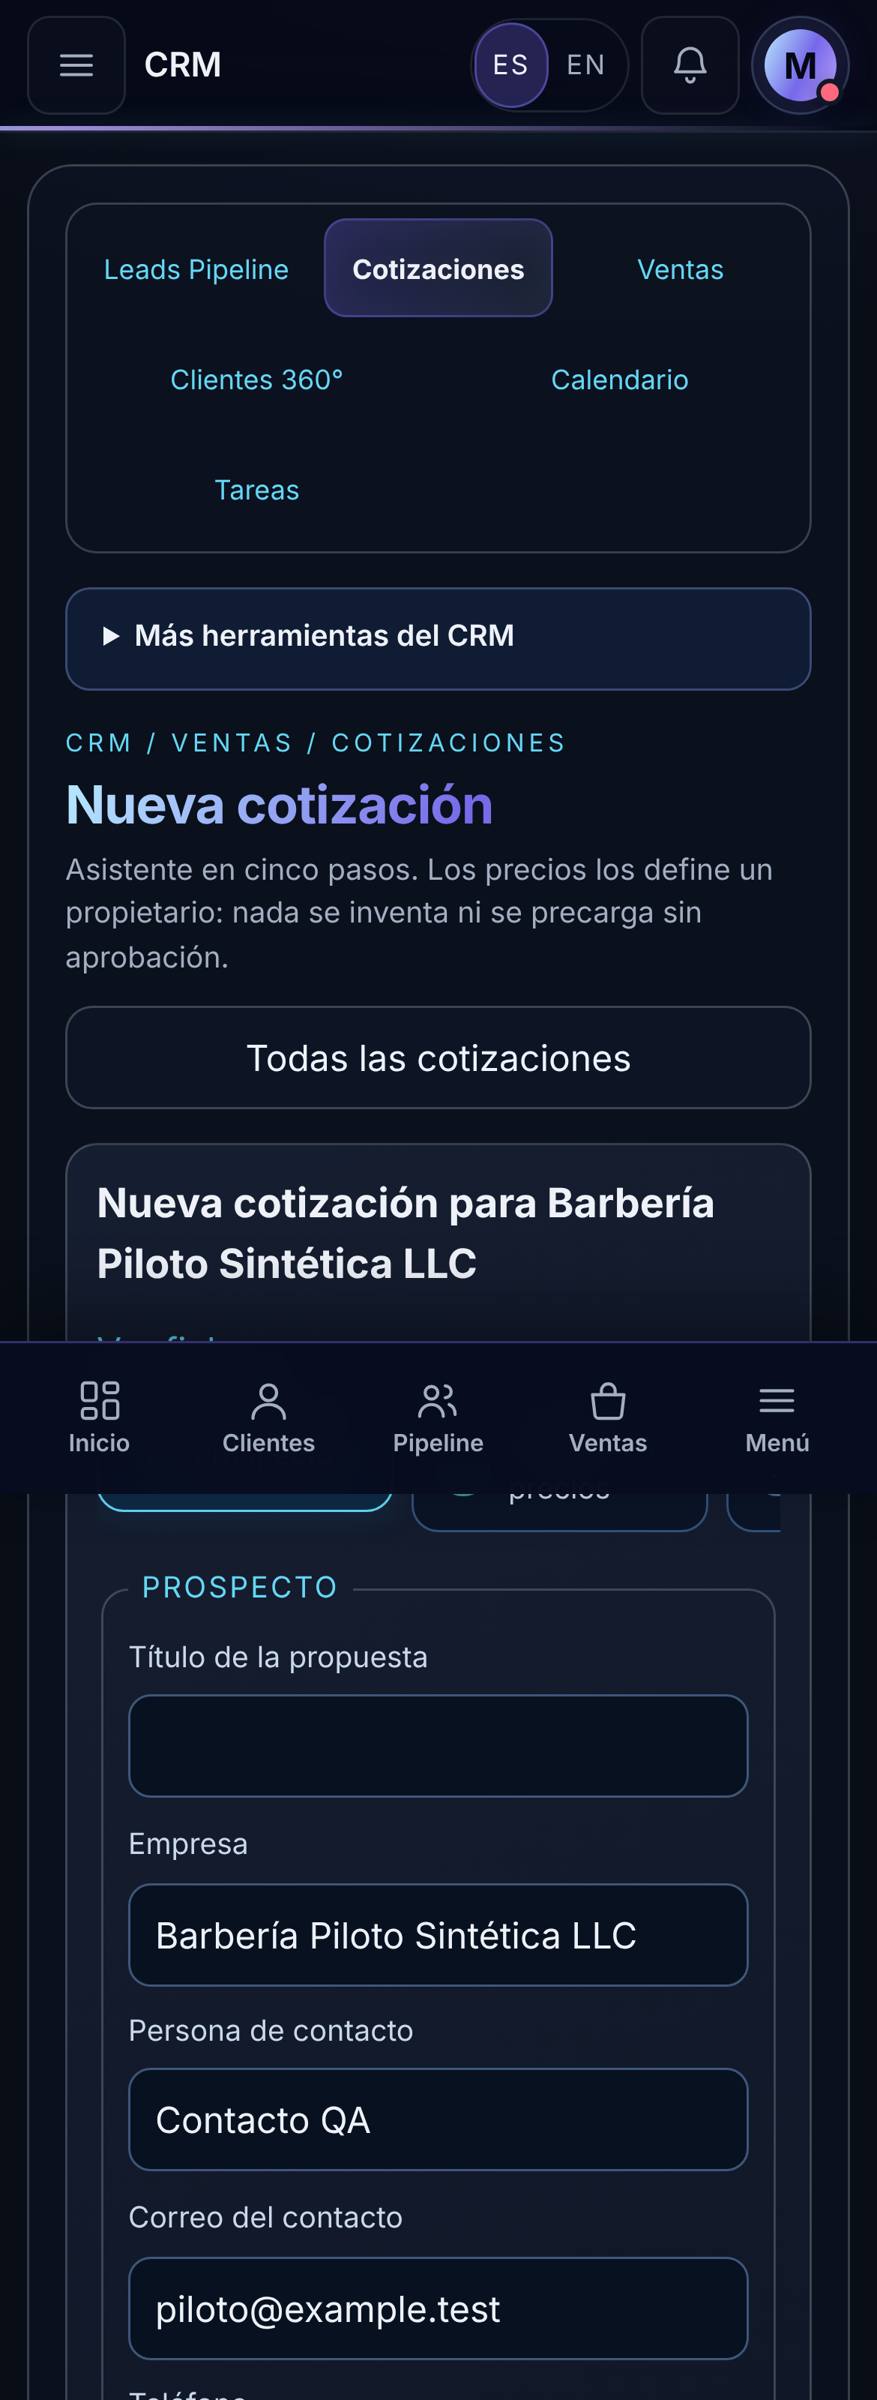 CRM
ES
EN
M
Leads Pipeline
Cotizaciones
Ventas
Clientes 360°
Calendario
Tareas
Más herramientas del CRM
CRM / VENTAS / COTIZACIONES
Nueva cotización
Asistente en cinco pasos. Los precios los define un
propietario: nada se inventa ni se precarga sin
aprobación.
Todas las cotizaciones
Nueva cotización para Barbería
Piloto Sintética LLC
Inicio
Clientes
Pipeline
Ventas
Menú
precios
PROSPECTO
Título de la propuesta
Empresa
Barbería Piloto Sintética LLC
Persona de contacto
Contacto QA
Correo del contacto
piloto@example.test
Teléfono